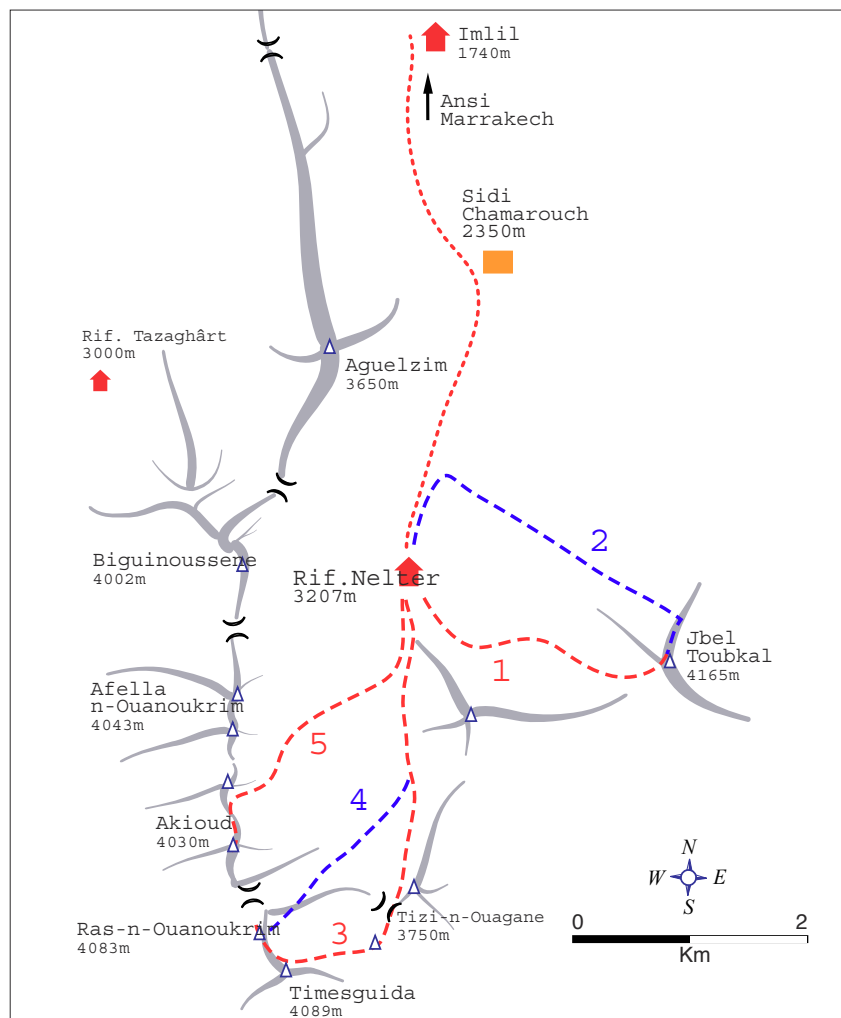 Imlil
1740m
Ansi
Marrakech
Sidi
Chamarouch
2350m
Rif. Tazaghârt
3000m
Aguelzim
3650m
2
Biguinoussene
4002m
Rif.Nelter
3207m
Jbel
Toubkal
4165m
1
Afella
n-Ouanoukrim
4043m
5
4
Akioud
4030m
N
W E
S
Tizi-n-Ouagane
3750m
Ras-n-Ouanoukrim
4083m
3
0 2
Km
Timesguida
4089m